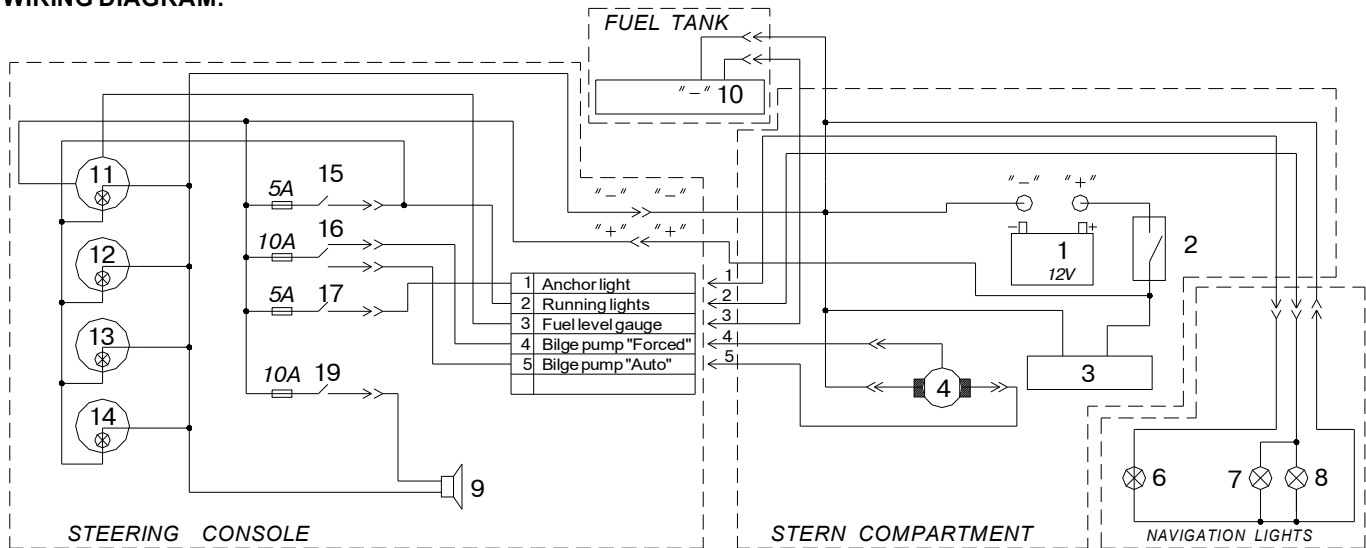 WIRING DIAGRAM:
FUEL TANK
"-" 10
11
12
13
14
5A 15
10A 16
5A 17
10A 19
9
"-" "-"
"+" "+"
1 Anchor light 1
2 Running lights 2
3 Fuel level gauge 3
4 Bilge pump "Forced" 4
5 Bilge pump "Auto" 5
"-" "+"
- +
1
12V
2
3
4
6
7
8
STEERING CONSOLE
STERN COMPARTMENT
NAVIGATION LIGHTS